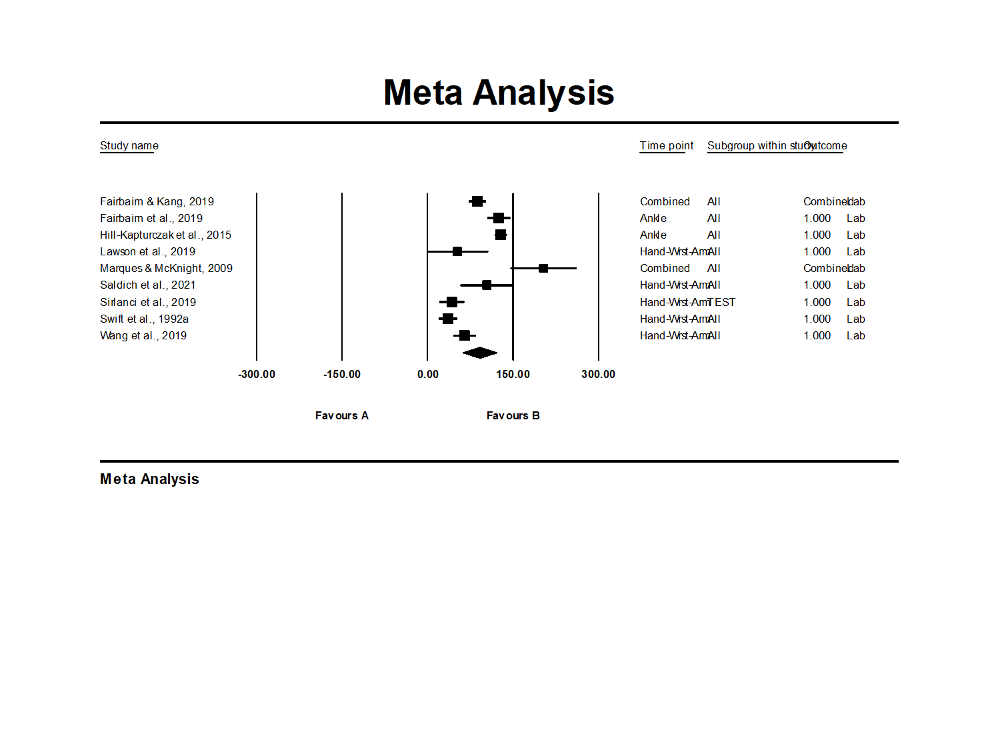 Meta Analysis
Study name Time point Subgroup within study Outcome
Fairbairn & Kang, 2019 Combined All Combined Lab
Fairbairn et al., 2019 Ankle All 1.000 Lab
Hill-Kapturczak et al., 2015 Ankle All 1.000 Lab
Lawson et al., 2019 Hand-Wrst-Arm All 1.000 Lab
Marques & McKnight, 2009 Combined All Combined Lab
Saldich et al., 2021 Hand-Wrst-Arm All 1.000 Lab
Sirlanci et al., 2019 Hand-Wrst-Arm TEST 1.000 Lab
Swift et al., 1992a Hand-Wrst-Arm All 1.000 Lab
Wang et al., 2019 Hand-Wrst-Arm All 1.000 Lab
-300.00 -150.00 0.00 150.00 300.00
Favours A Favours B
Meta Analysis